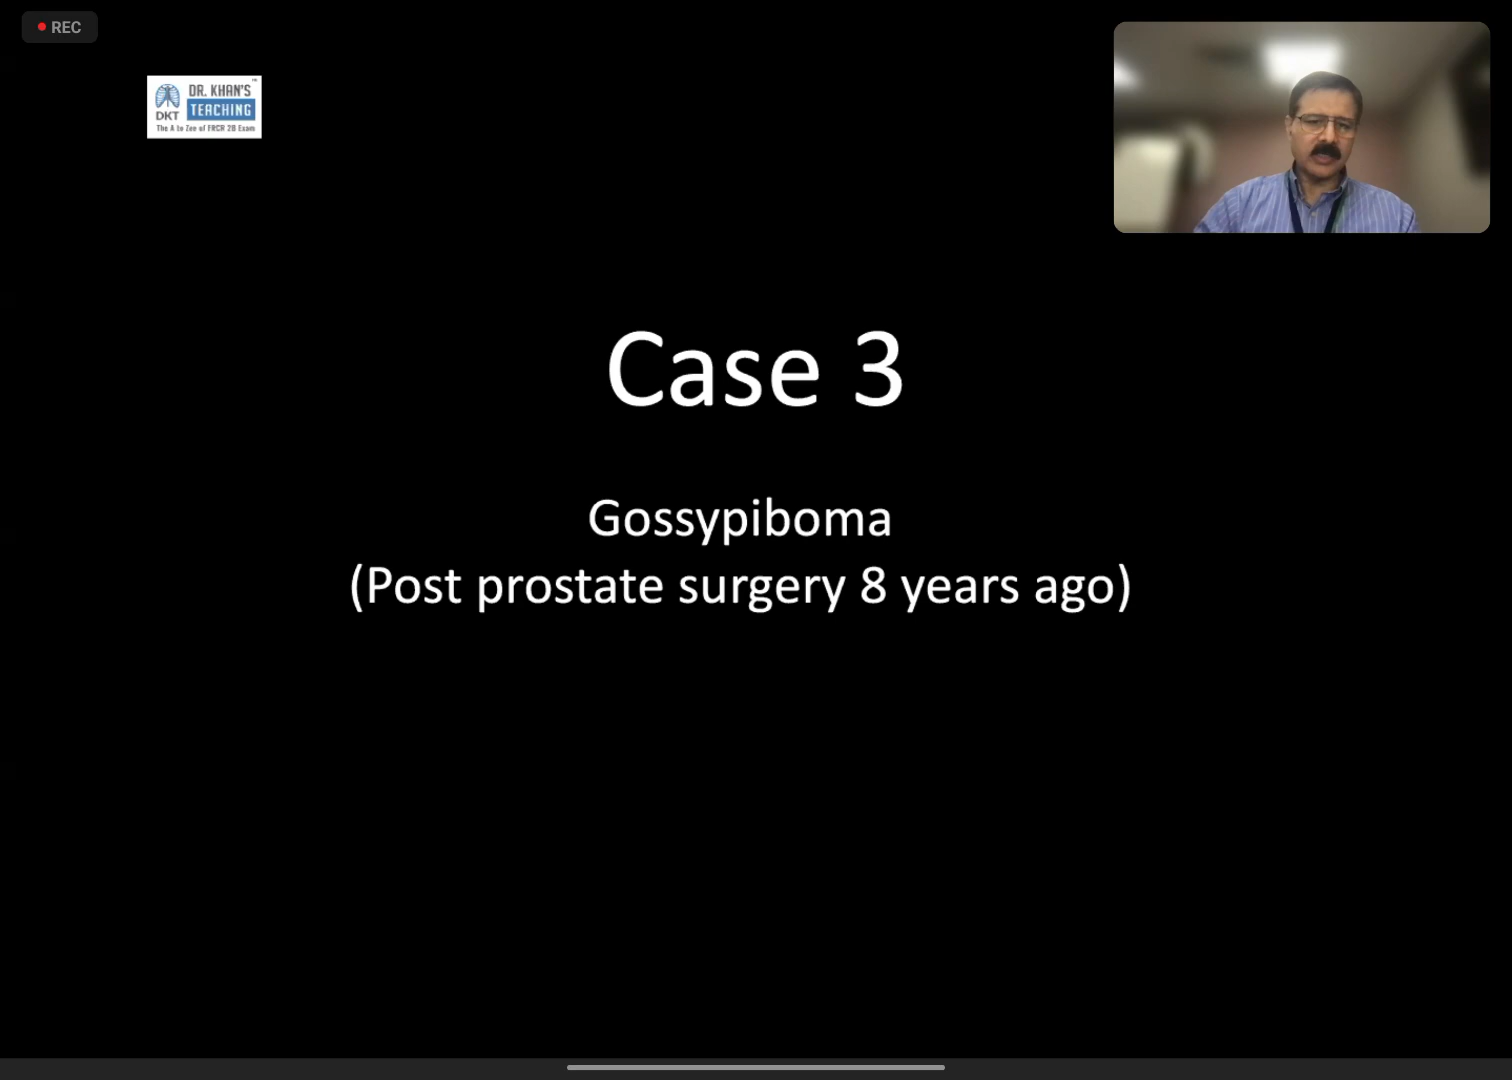 REC
DR. KHAN'S
TEACHING
DKT
The A to Zee of FRCR 2B Exam
Case 3
Gossypiboma
(Post prostate surgery 8 years ago)